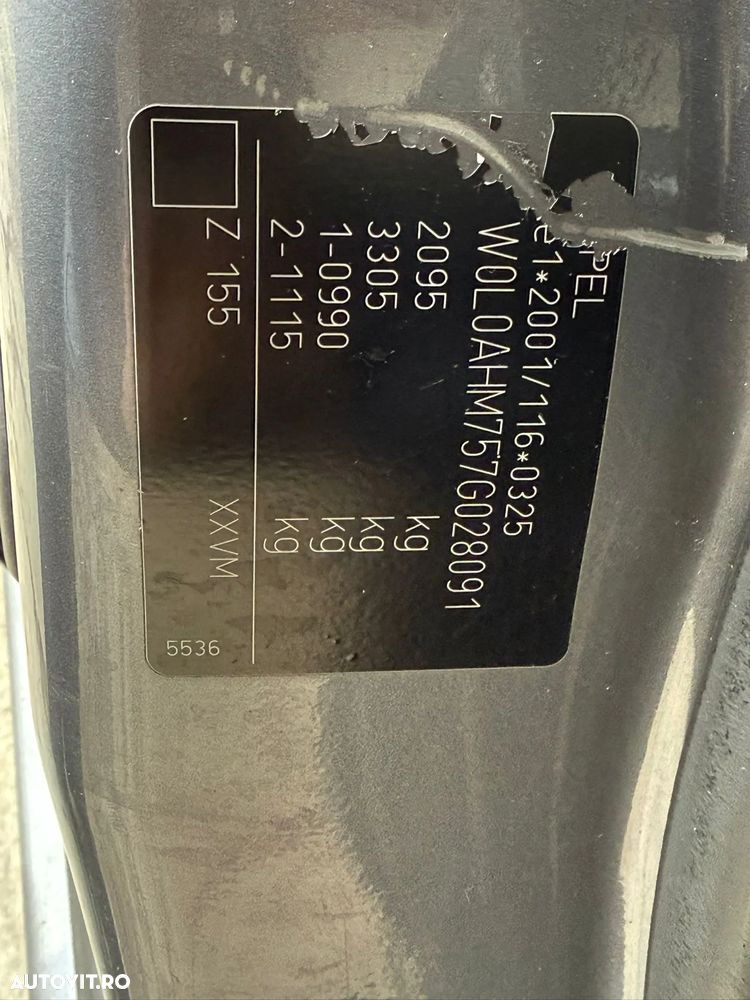 PEL
e1*2001/116*0325
W0L0AHM757G028091
2095 kg
3305 kg
1-0990 kg
2-1115 kg
Z 155 XXVM
5536
AUTOVIT.RO